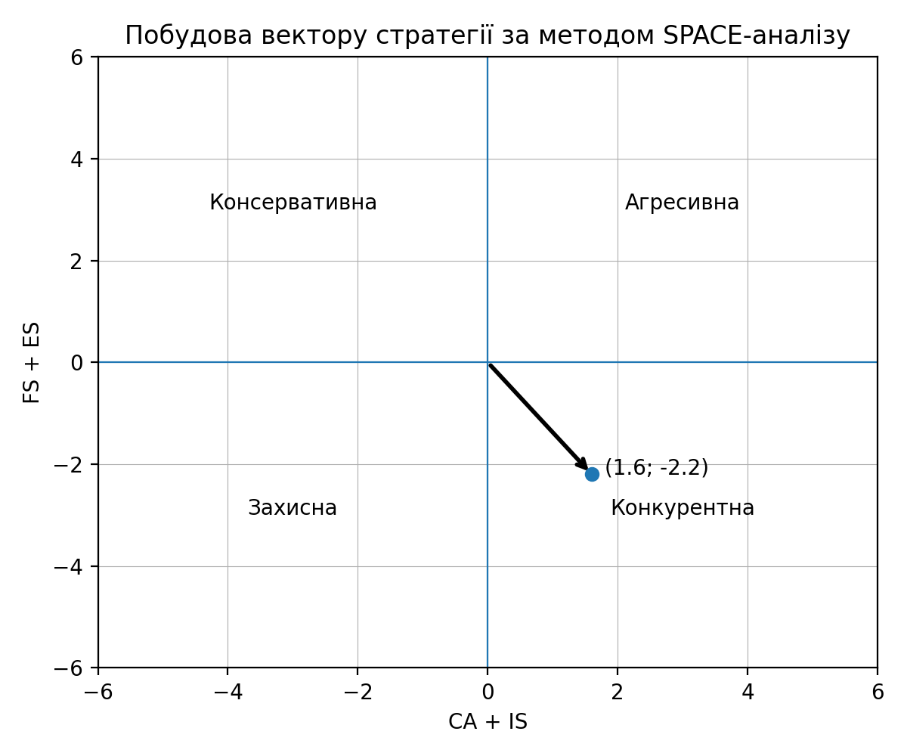 Побудова вектору стратегії за методом SPACE-аналізу
6
4
2
0
−2
−4
−6
FS + ES
Консервативна
Агресивна
(1.6; -2.2)
Захисна
Конкурентна
−6 −4 −2 0 2 4 6
CA + IS